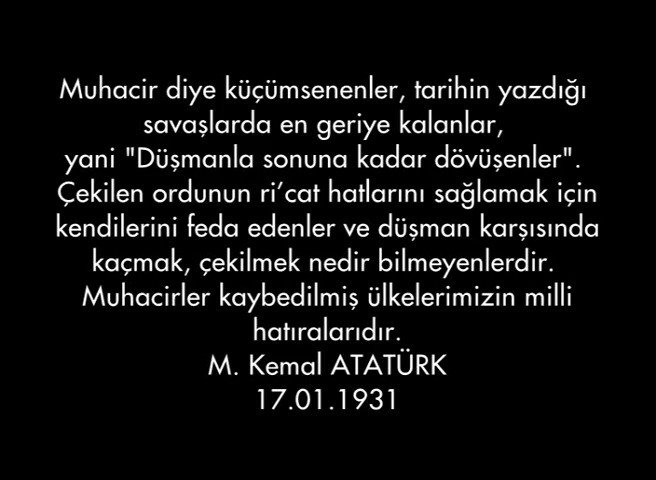 Muhacir diye küçümsenenler, tarihin yazdığı
savaşlarda en geriye kalanlar,
yani "Düşmanla sonuna kadar dövüşenler".
Çekilen ordunun ri’cat hatlarını sağlamak için
kendilerini feda edenler ve düşman karşısında
kaçmak, çekilmek nedir bilmeyenlerdir.
Muhacirler kaybedilmiş ülkelerimizin milli
hatıralarıdır.
M. Kemal ATATÜRK
17.01.1931